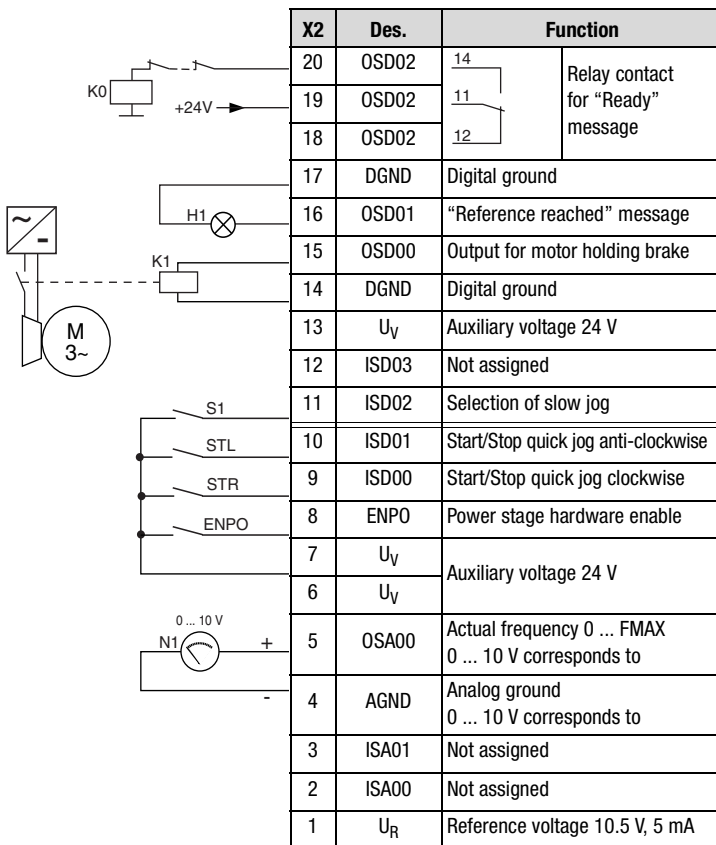 X2 Des. Function
20 OSD02 14 Relay contact
K0 +24V 19 OSD02 11 for “Ready”
18 OSD02 12 message
17 DGND Digital ground
H1 16 OSD01 “Reference reached” message
~ -
K1 15 OSD00 Output for motor holding brake
14 DGND Digital ground
M
3~
13 UV Auxiliary voltage 24 V
12 ISD03 Not assigned
S1 11 ISD02 Selection of slow jog
STL 10 ISD01 Start/Stop quick jog anti-clockwise
STR 9 ISD00 Start/Stop quick jog clockwise
ENPO 8 ENPO Power stage hardware enable
7 UV Auxiliary voltage 24 V
6 UV
0 ... 10 V
N1 + 5 OSA00 Actual frequency 0 ... FMAX
0 ... 10 V corresponds to
- 4 AGND Analog ground
0 ... 10 V corresponds to
3 ISA01 Not assigned
2 ISA00 Not assigned
1 UR Reference voltage 10.5 V, 5 mA